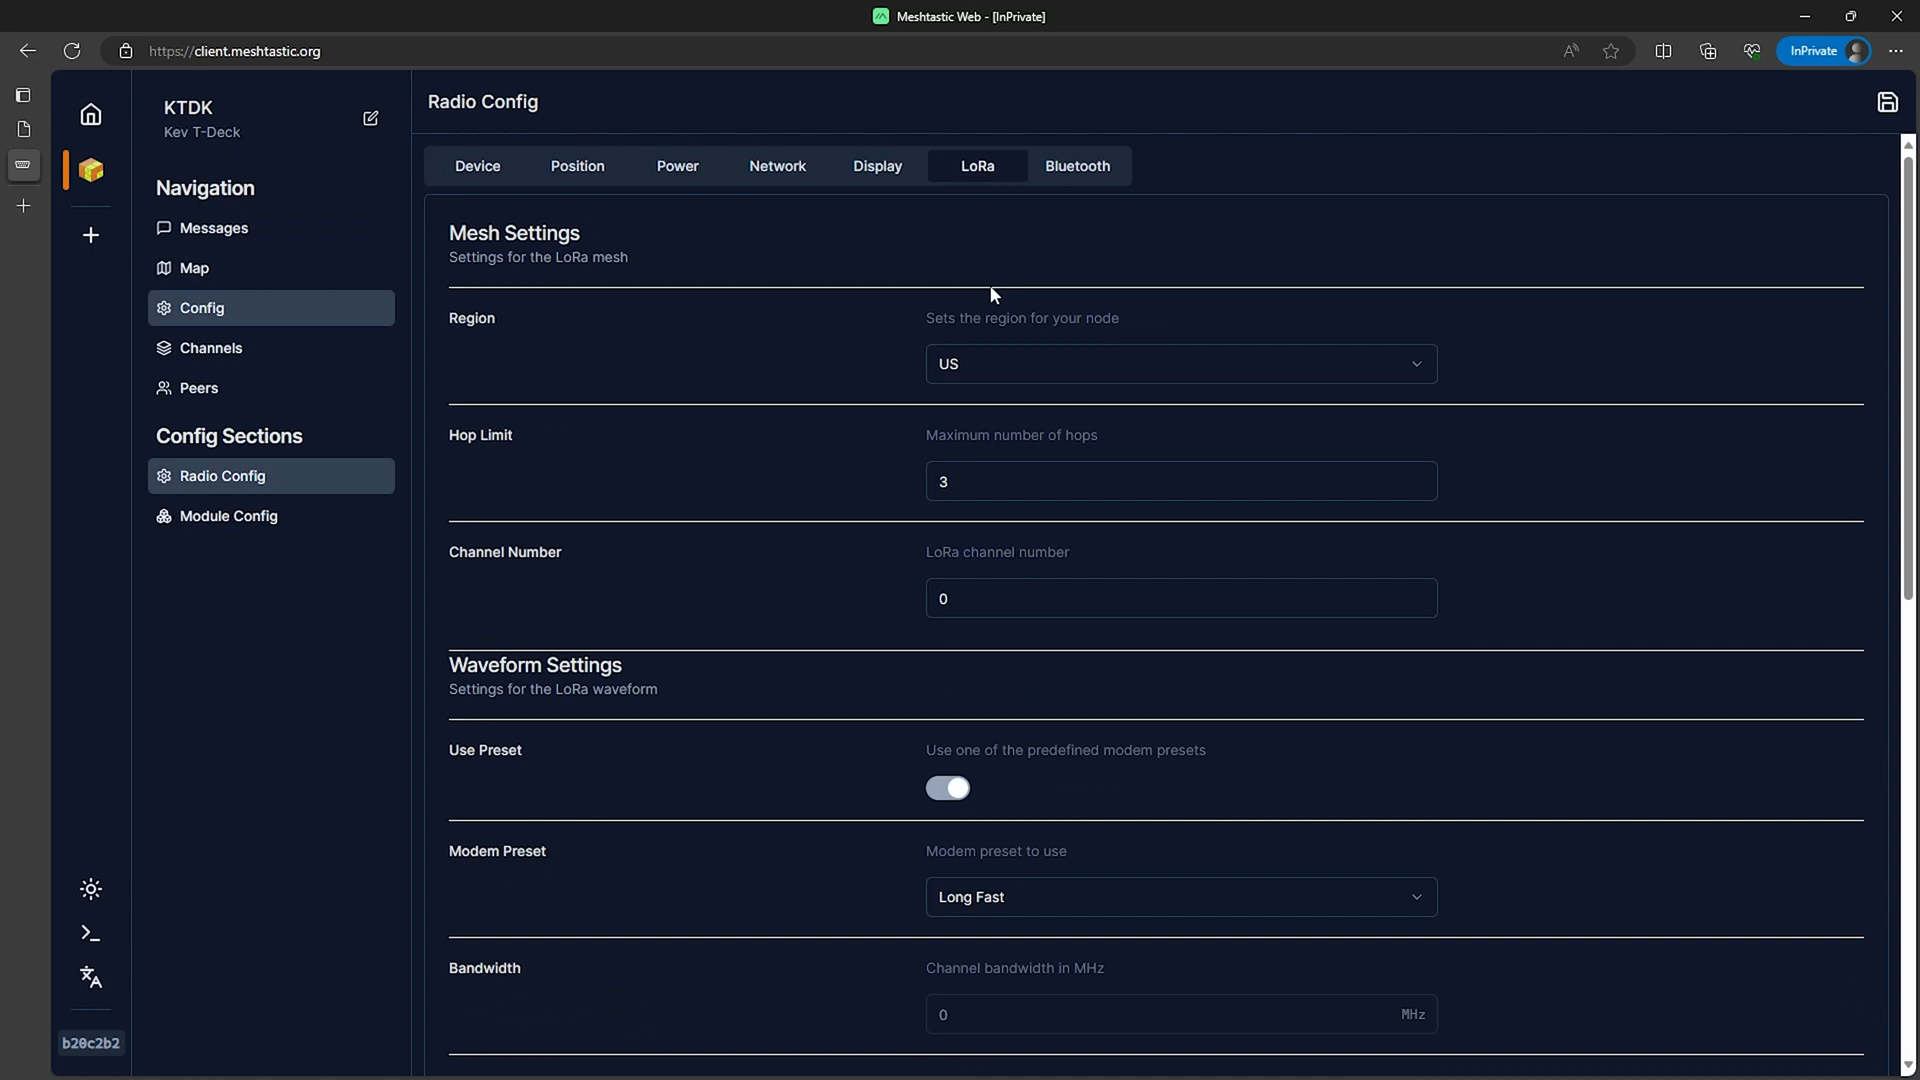 Meshtastic Web - [InPrivate]
https://client.meshtastic.org
InPrivate
KTDK
Kev T-Deck
Navigation
Messages
Map
Config
Channels
Peers
Config Sections
Radio Config
Module Config
b20c2b2
Radio Config
Device
Position
Power
Network
Display
LoRa
Bluetooth
Mesh Settings
Settings for the LoRa mesh
Region
Sets the region for your node
US
Hop Limit
Maximum number of hops
3
Channel Number
LoRa channel number
0
Waveform Settings
Settings for the LoRa waveform
Use Preset
Use one of the predefined modem presets
Modem Preset
Modem preset to use
Long Fast
Bandwidth
Channel bandwidth in MHz
0
MHz